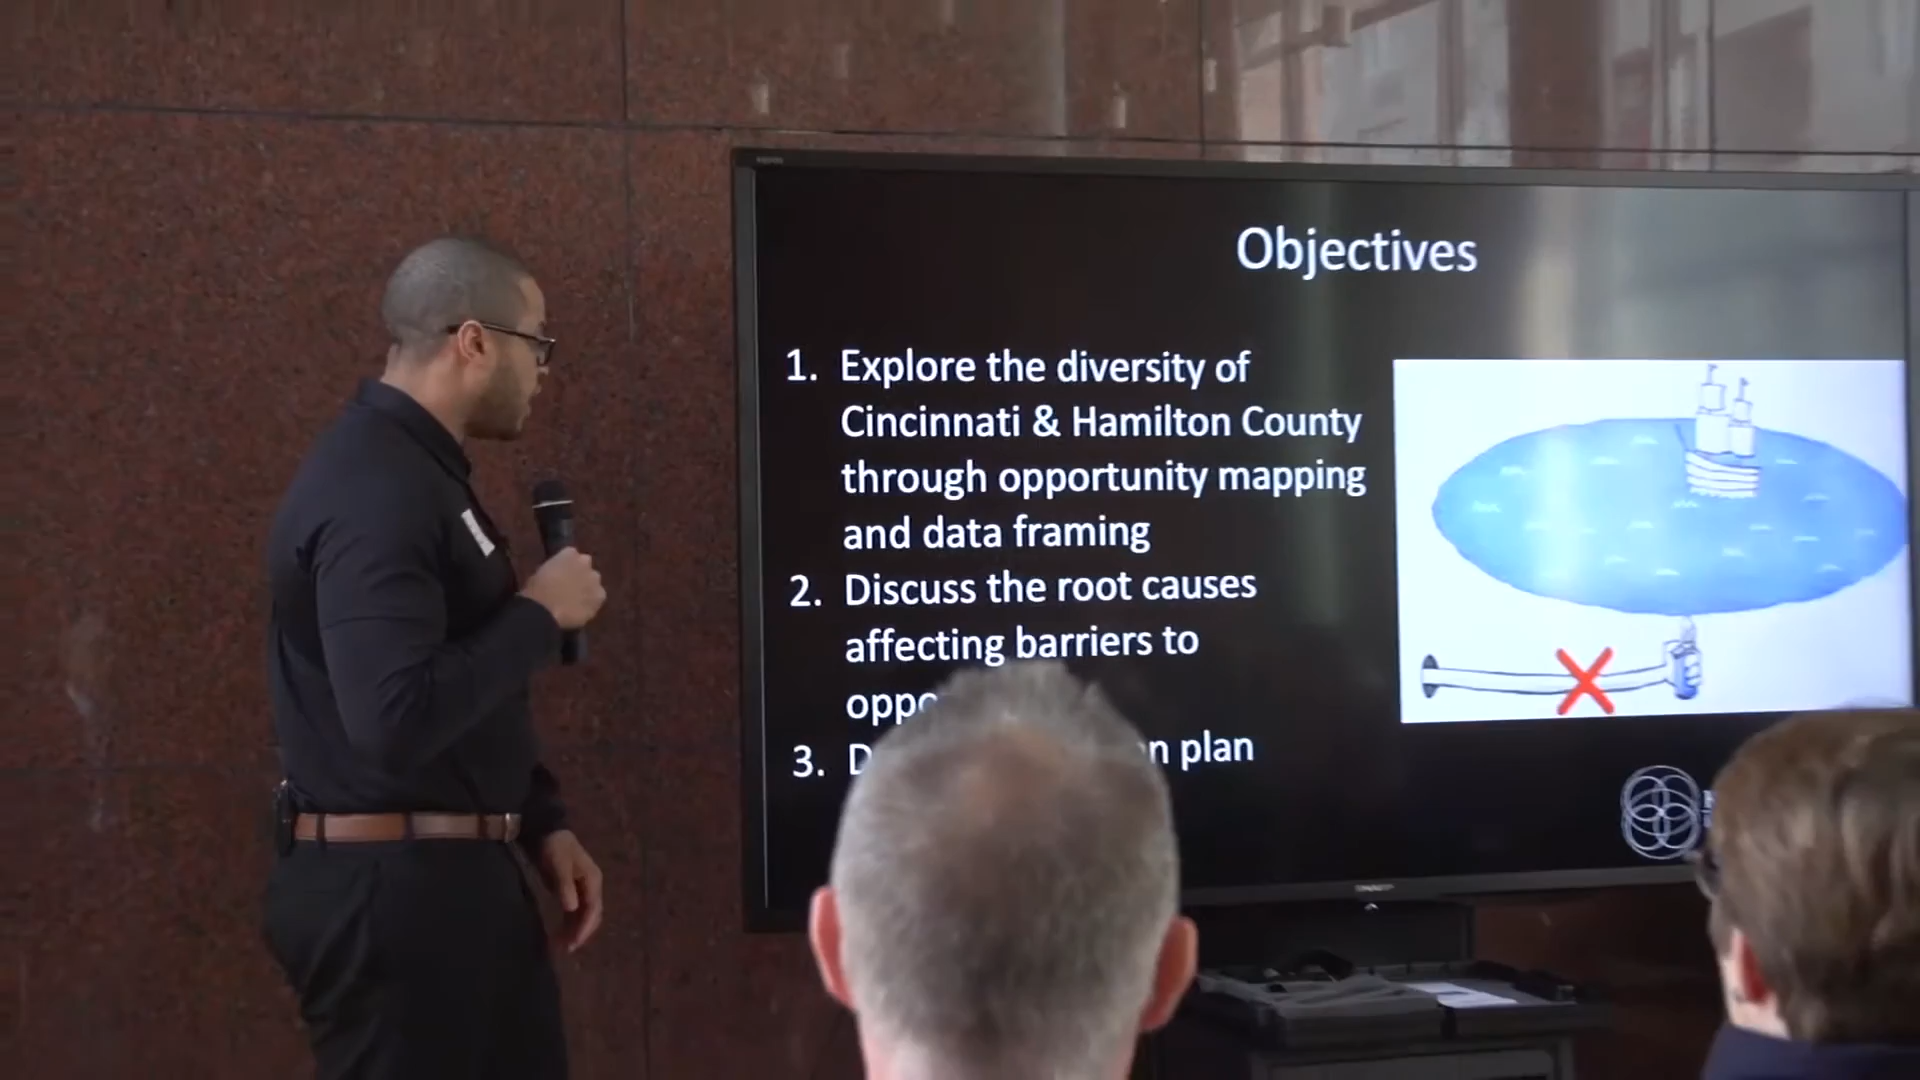 Objectives
1. Explore the diversity of
Cincinnati & Hamilton County
through opportunity mapping
and data framing
2. Discuss the root causes
affecting barriers to
3.
plan